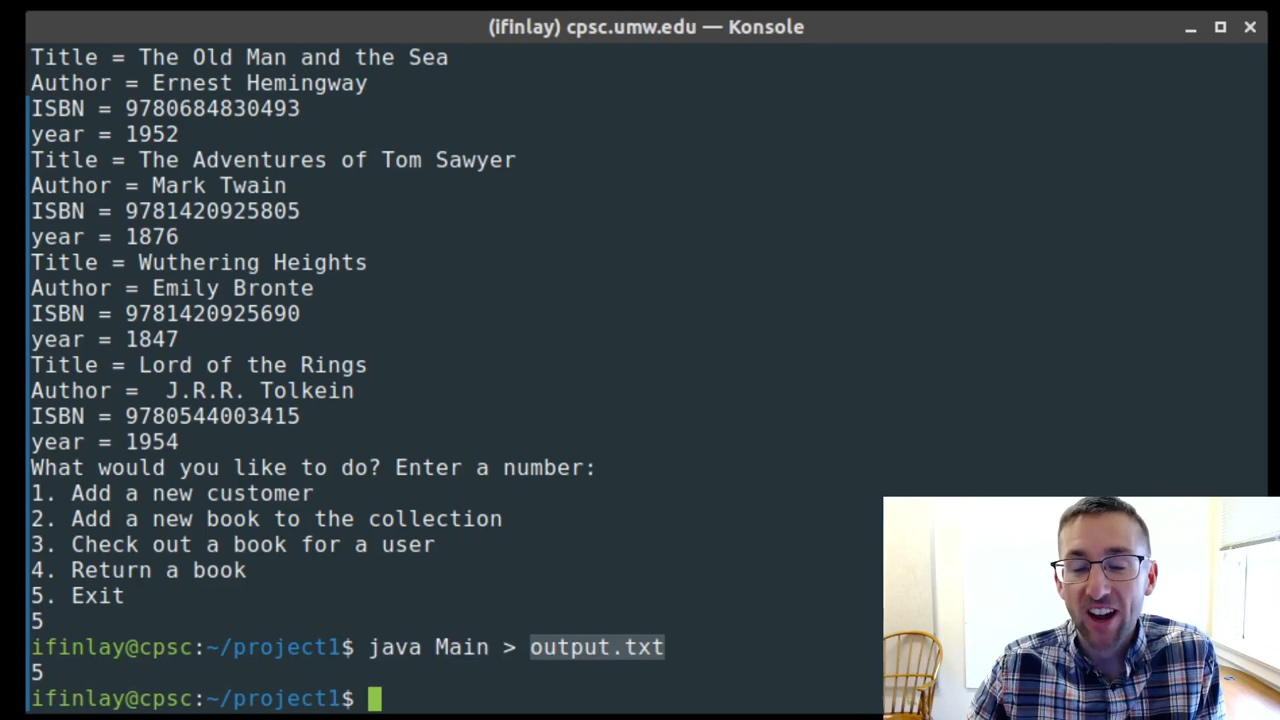 (ifinlay) cpsc.umw.edu — Konsole
Title = The Old Man and the Sea
Author = Ernest Hemingway
ISBN = 9780684830493
year = 1952
Title = The Adventures of Tom Sawyer
Author = Mark Twain
ISBN = 9781420925805
year = 1876
Title = Wuthering Heights
Author = Emily Bronte
ISBN = 9781420925690
year = 1847
Title = Lord of the Rings
Author =  J.R.R. Tolkein
ISBN = 9780544003415
year = 1954
What would you like to do? Enter a number:
1. Add a new customer
2. Add a new book to the collection
3. Check out a book for a user
4. Return a book
5. Exit
5
ifinlay@cpsc:~/project1$ java Main > output.txt
5
ifinlay@cpsc:~/project1$